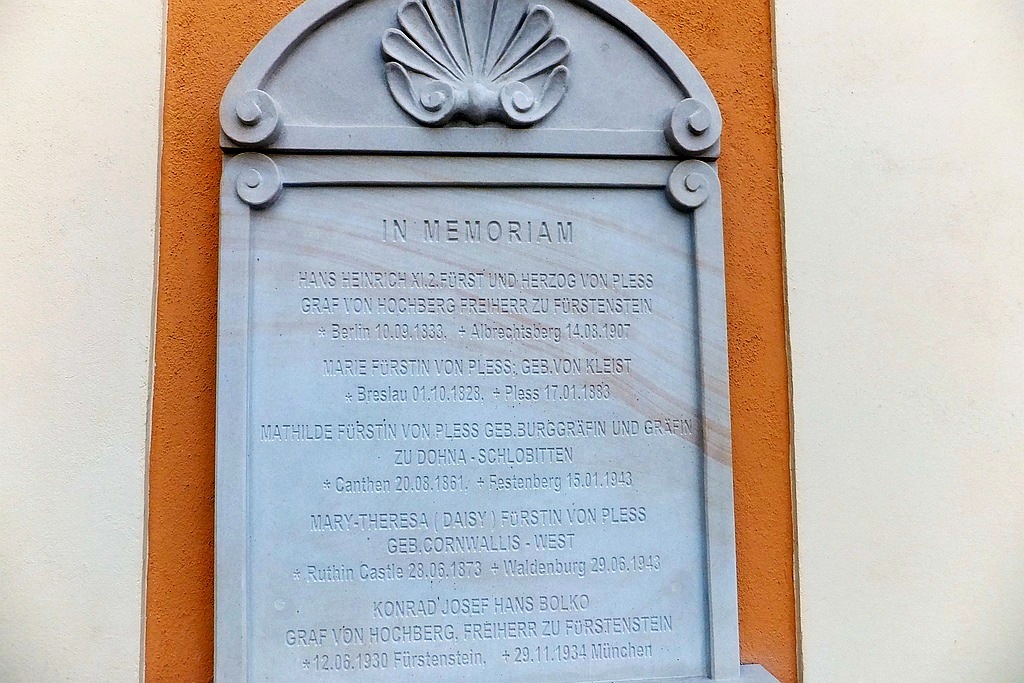 IN MEMORIAM
HANS HEINRICH XI.2.FÜRST UND HERZOG VON PLESS
GRAF VON HOCHBERG FREIHERR ZU FÜRSTENSTEIN
* Berlin 10.09.1833. + Albrechtsberg 14.08.1907
MARIE FÜRSTIN VON PLESS; GEB.VON KLEIST
* Breslau 01.10.1828. + Pless 17.01.1883
MATHILDE FÜRSTIN VON PLESS GEB.BURGGRÄFIN UND GRÄFIN
ZU DOHNA - SCHLOBITTEN
* Canthen 20.08.1861. + Festenberg 15.01.1943
MARY-THERESA ( DAISY ) FÜRSTIN VON PLESS
GEB.CORNWALLIS - WEST
* Ruthin Castle 28.06.1873 + Waldenburg 29.06.1943
KONRAD JOSEF HANS BOLKO
GRAF VON HOCHBERG, FREIHERR ZU FÜRSTENSTEIN
*12.06.1930 Fürstenstein, + 29.11.1934 München